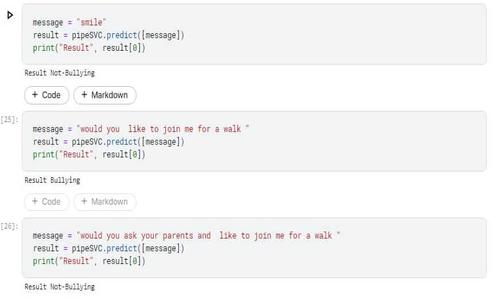 message = "smile"
result = pipeSVC.predict([message])
print("Result", result[0])
Result Not-Bullying
+ Code + Markdown
[25]:
message = "would you  like to join me for a walk "
result = pipeSVC.predict([message])
print("Result", result[0])
Result Bullying
+ Code + Markdown
[26]:
message = "would you ask your parents and  like to join me for a walk "
result = pipeSVC.predict([message])
print("Result", result[0])
Result Not-Bullying